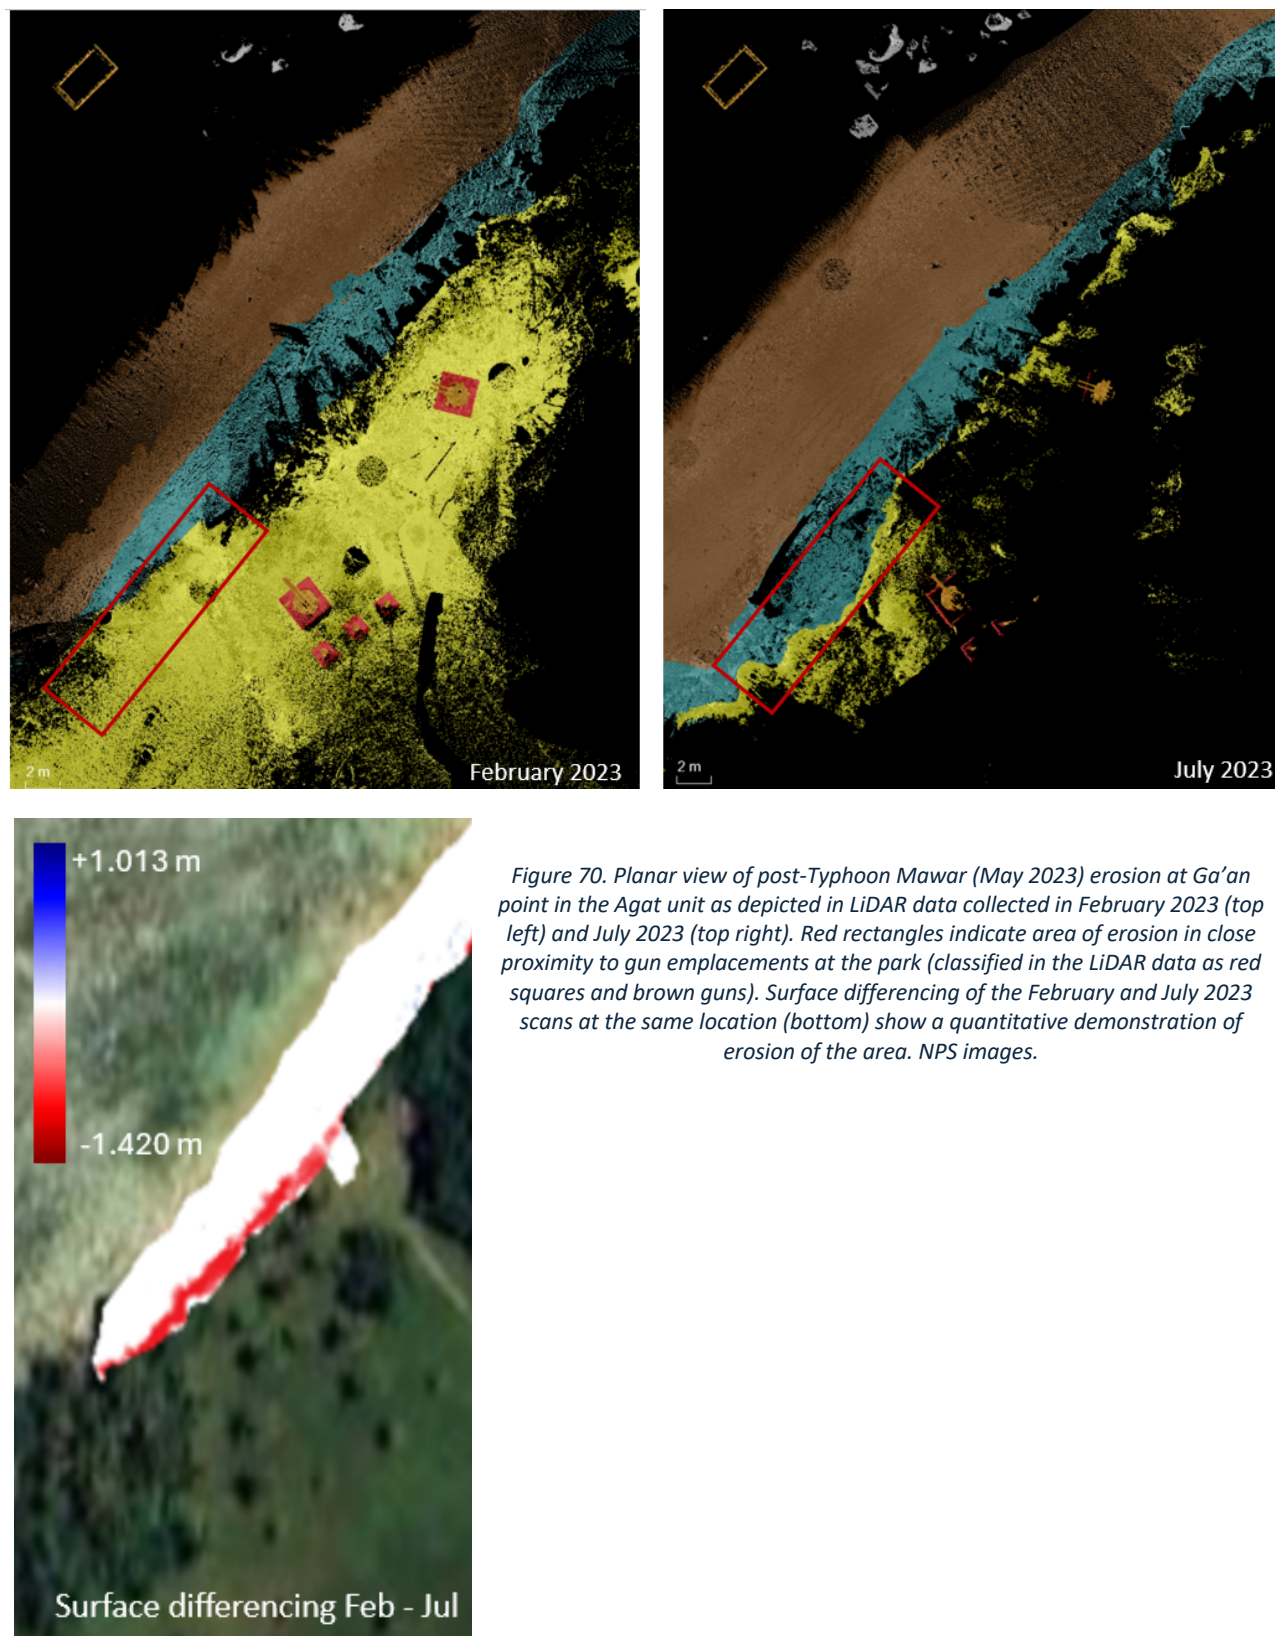 2 m
February 2023
2 m
July 2023
+1.013 m
-1.420 m
Surface differencing Feb - Jul
Figure 70. Planar view of post-Typhoon Mawar (May 2023) erosion at Ga’an
point in the Agat unit as depicted in LiDAR data collected in February 2023 (top
left) and July 2023 (top right). Red rectangles indicate area of erosion in close
proximity to gun emplacements at the park (classified in the LiDAR data as red
squares and brown guns). Surface differencing of the February and July 2023
scans at the same location (bottom) show a quantitative demonstration of
erosion of the area. NPS images.